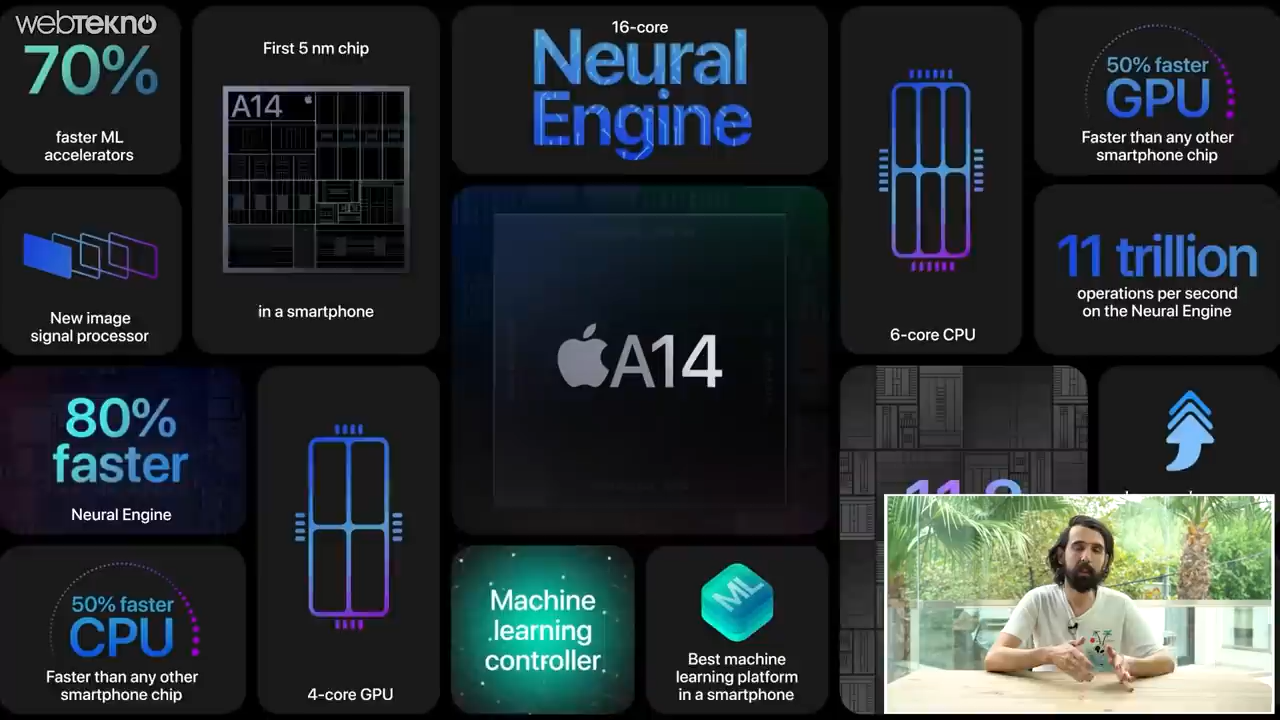 webTEKNO
70%
faster ML
accelerators
First 5 nm chip
A14
in a smartphone
16-core
Neural
Engine
50% faster
GPU
Faster than any other
smartphone chip
New image
signal processor
A14
6-core CPU
11 trillion
operations per second
on the Neural Engine
80%
faster
Neural Engine
50% faster
CPU
Faster than any other
smartphone chip
4-core GPU
Machine
learning
controller
ML
Best machine
learning platform
in a smartphone